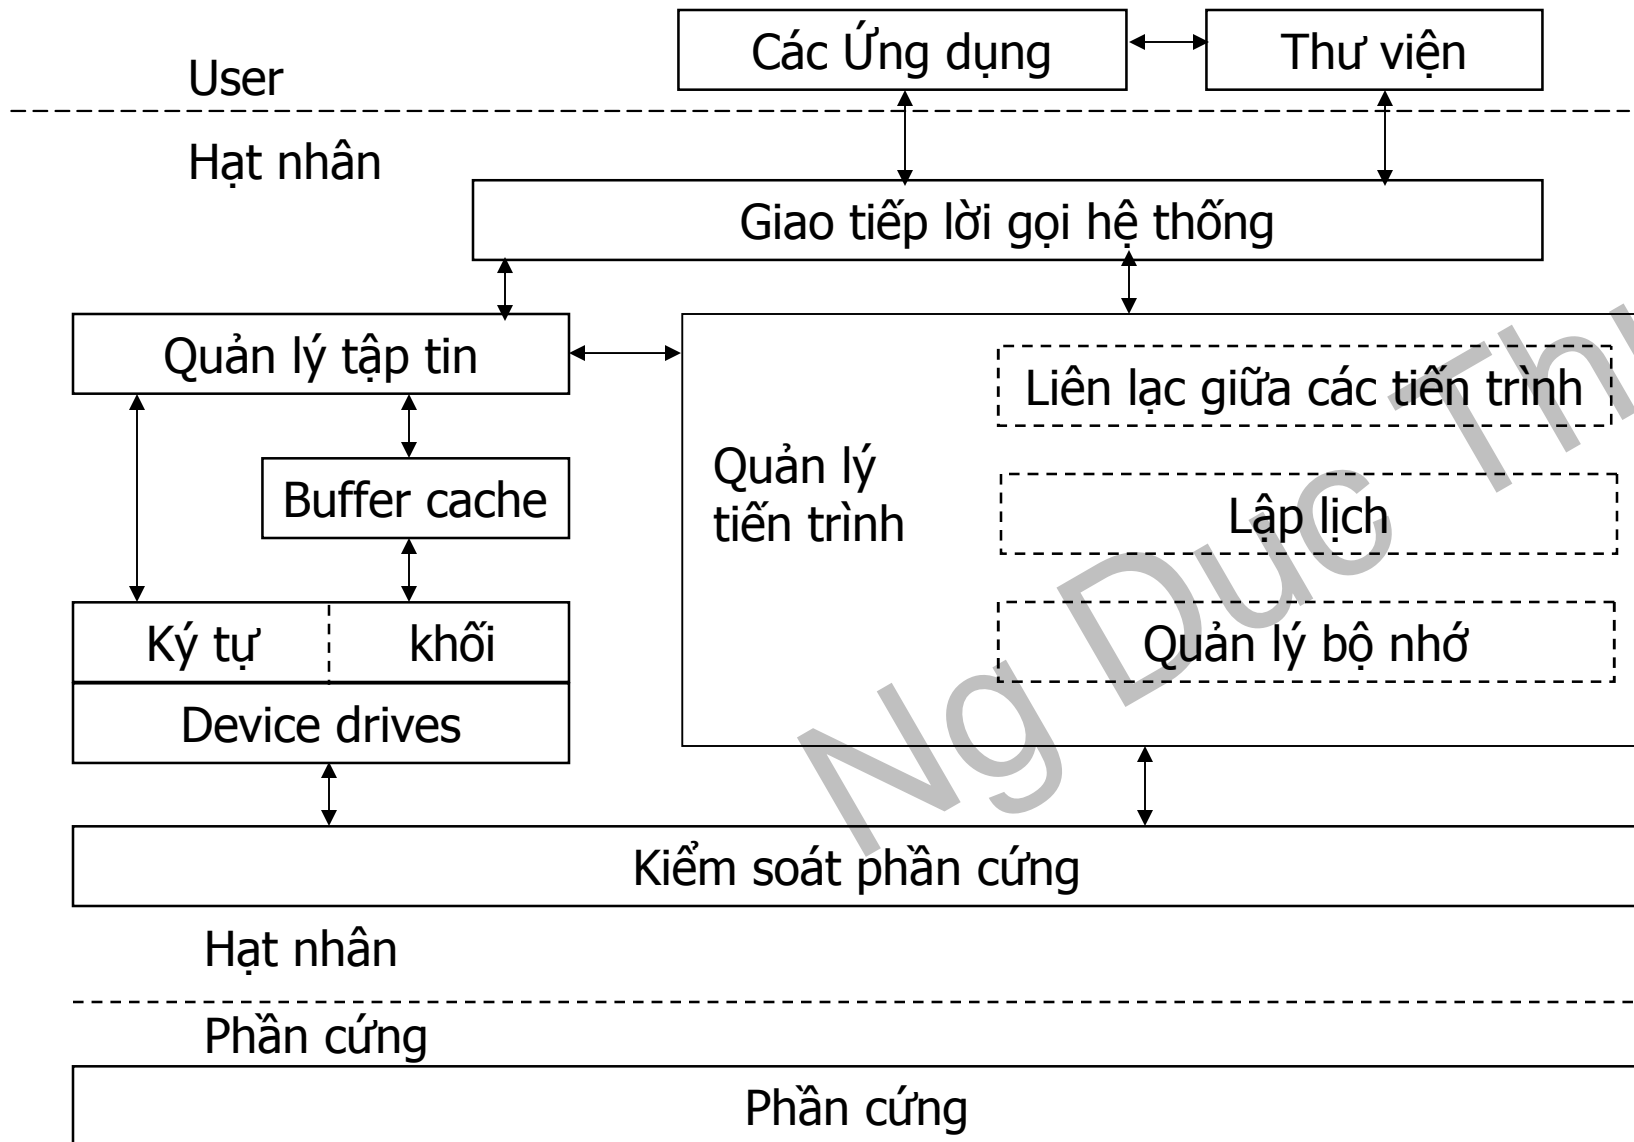 Các Ứng dụng
Thư viện
User
Hạt nhân
Giao tiếp lời gọi hệ thống
Quản lý tập tin
Liên lạc giữa các tiến trình
Quản lý
tiến trình
Buffer cache
Lập lịch
Ký tự
khối
Quản lý bộ nhớ
Device drives
Kiểm soát phần cứng
Hạt nhân
Phần cứng
Phần cứng
Ng Duc